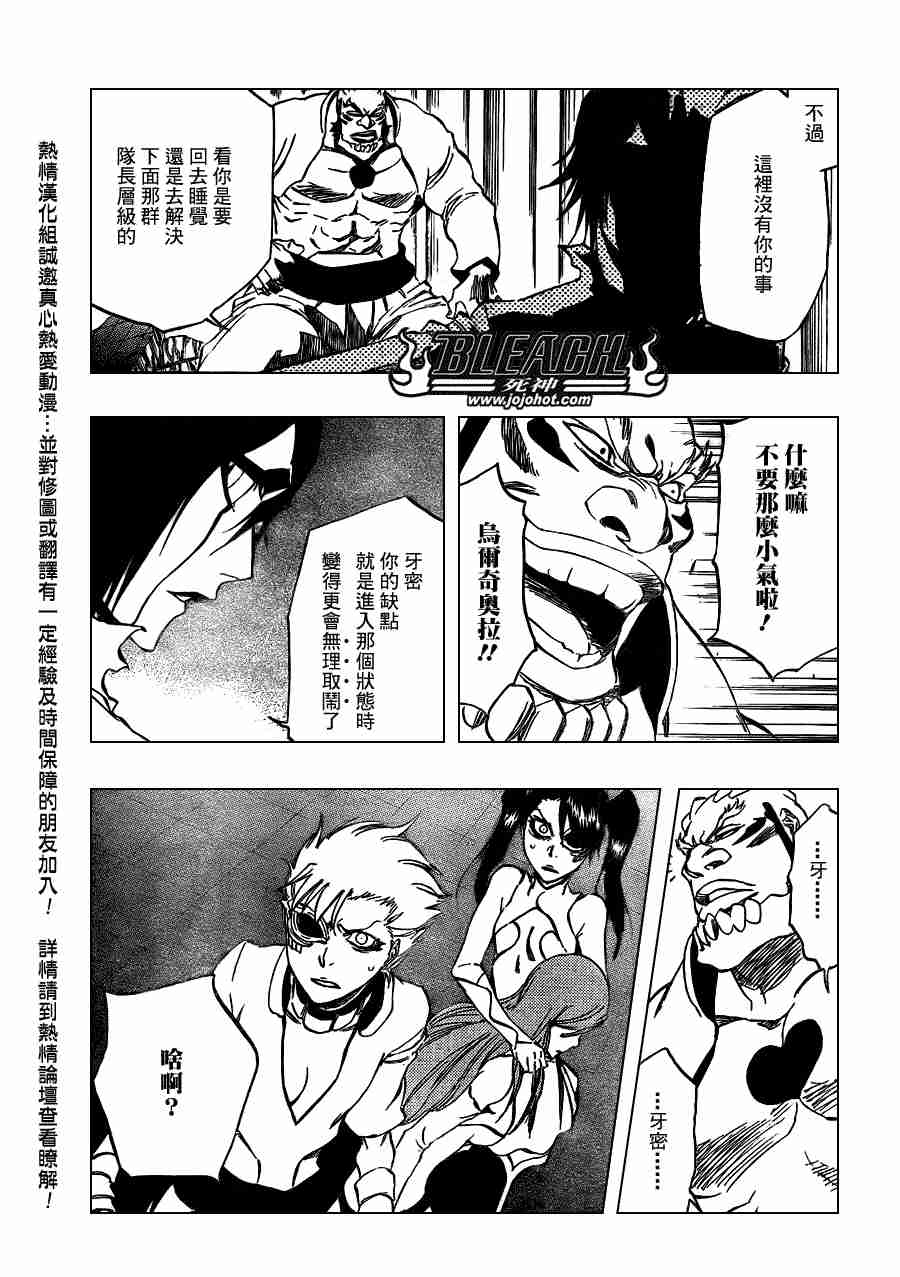 不過
這裡沒有你的事
看你是要
回去睡覺
還是去解決
下面那群
隊長層級的
BLEACH
死神
www.jojohot.com
什麼嘛
不要那麼小氣啦！
烏爾奇奧拉!!
牙密
你的缺點
就是進入那個狀態時
變得更會無理取鬧了
…牙……
…牙密……
啥啊？
熱情漢化組誠邀真心熱愛動漫…並對修圖或翻譯有一定經驗及時間保障的朋友加入！ 詳情請到熱情論壇查看瞭解！